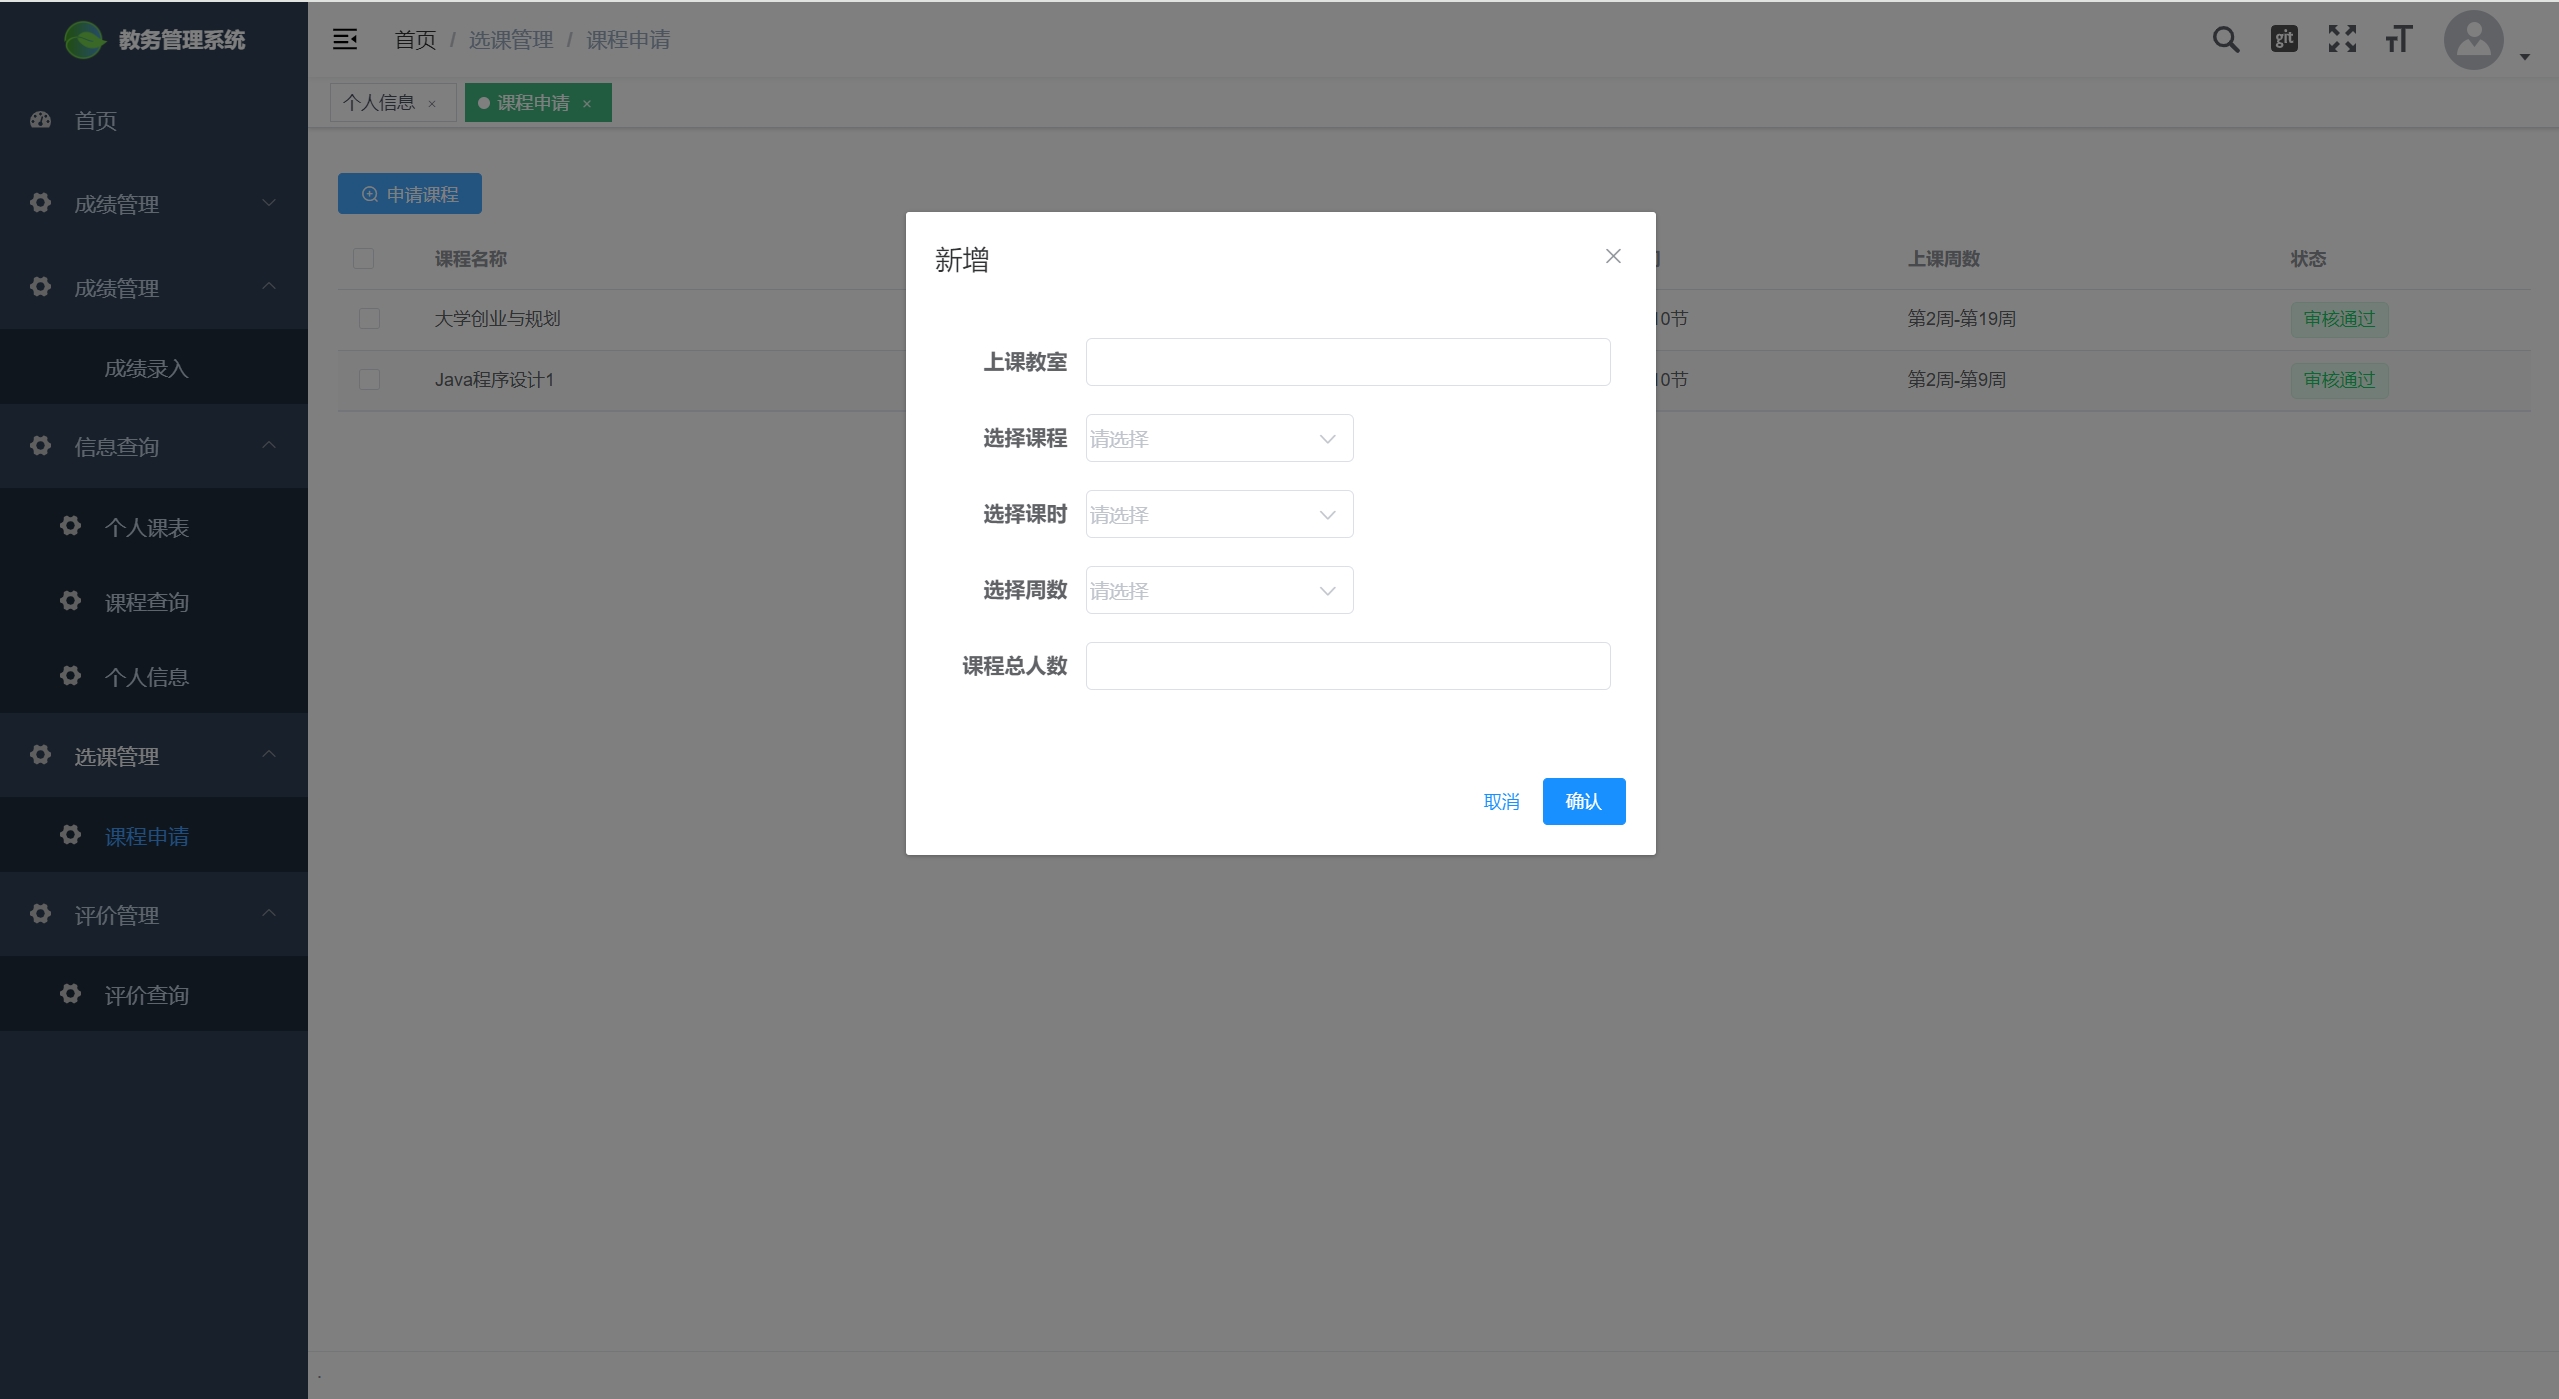 教务管理系统
首页 / 选课管理 / 课程申请
git
个人信息 ×
课程申请 ×
首页
成绩管理
成绩管理
成绩录入
信息查询
个人课表
课程查询
个人信息
选课管理
课程申请
评价管理
评价查询
申请课程
课程名称 上课周数 状态
大学创业与规划 10节 第2周-第19周 审核通过
Java程序设计1 10节 第2周-第9周 审核通过
新增
上课教室
选择课程 请选择
选择课时 请选择
选择周数 请选择
课程总人数
取消 确认